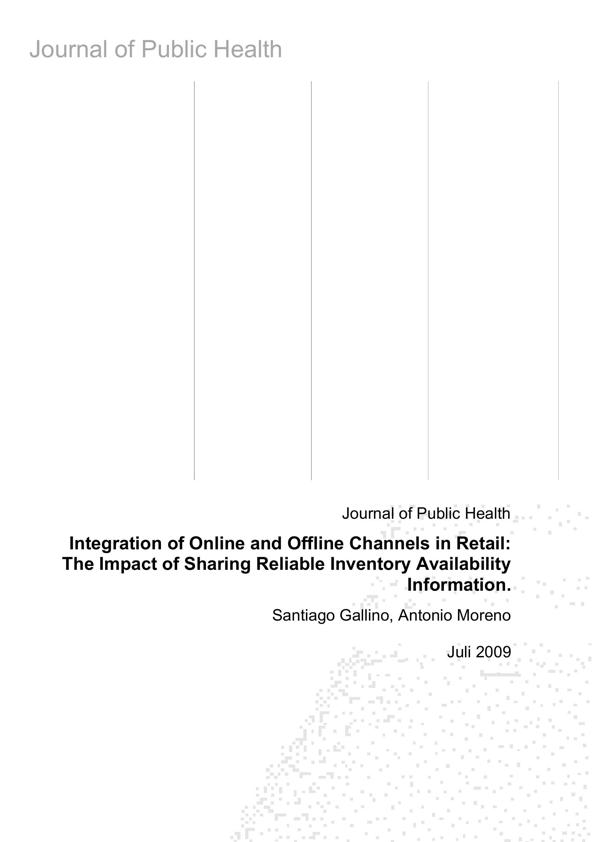 Journal of Public Health
Journal of Public Health
Integration of Online and Offline Channels in Retail:
The Impact of Sharing Reliable Inventory Availability
Information.
Santiago Gallino, Antonio Moreno
Juli 2009